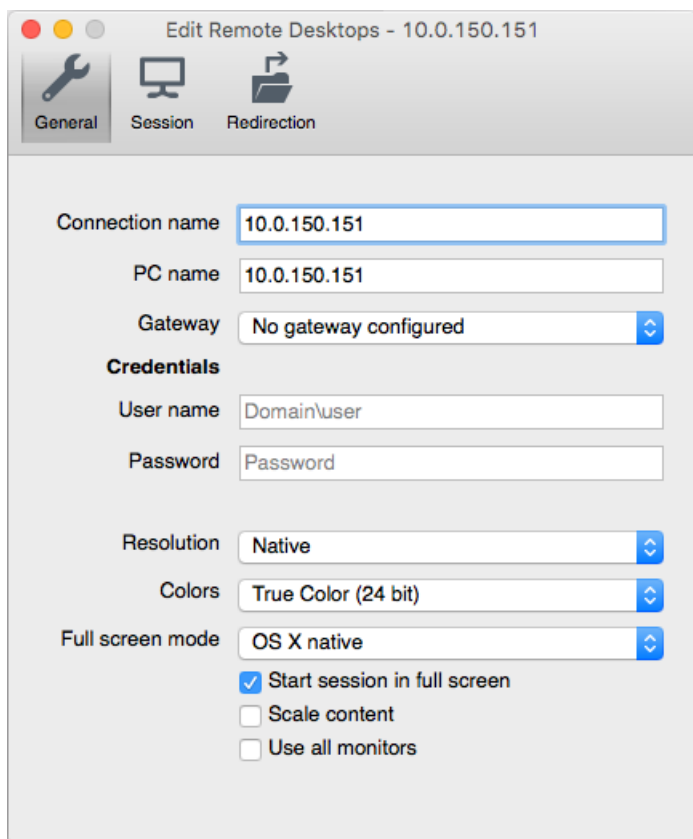 Edit Remote Desktops - 10.0.150.151
General Session Redirection
Connection name 10.0.150.151
PC name 10.0.150.151
Gateway No gateway configured
Credentials
User name Domain\user
Password Password
Resolution Native
Colors True Color (24 bit)
Full screen mode OS X native
Start session in full screen
Scale content
Use all monitors